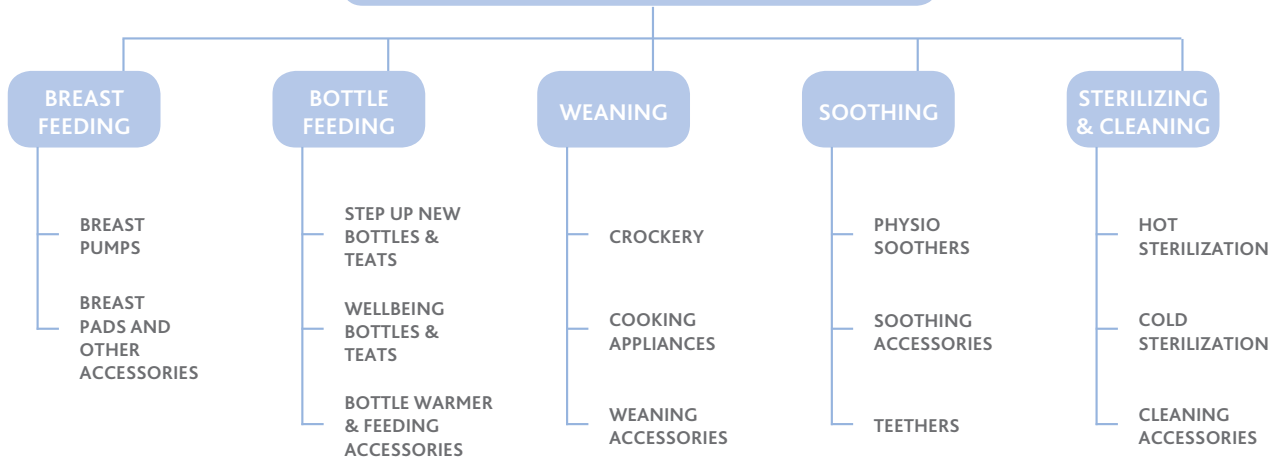 BREAST
FEEDING
BREAST
PUMPS
BREAST
PADS AND
OTHER
ACCESSORIES
BOTTLE
FEEDING
STEP UP NEW
BOTTLES &
TEATS
WELLBEING
BOTTLES &
TEATS
BOTTLE WARMER
& FEEDING
ACCESSORIES
WEANING
CROCKERY
COOKING
APPLIANCES
WEANING
ACCESSORIES
SOOTHING
PHYSIO
SOOTHERS
SOOTHING
ACCESSORIES
TEETHERS
STERILIZING
& CLEANING
HOT
STERILIZATION
COLD
STERILIZATION
CLEANING
ACCESSORIES